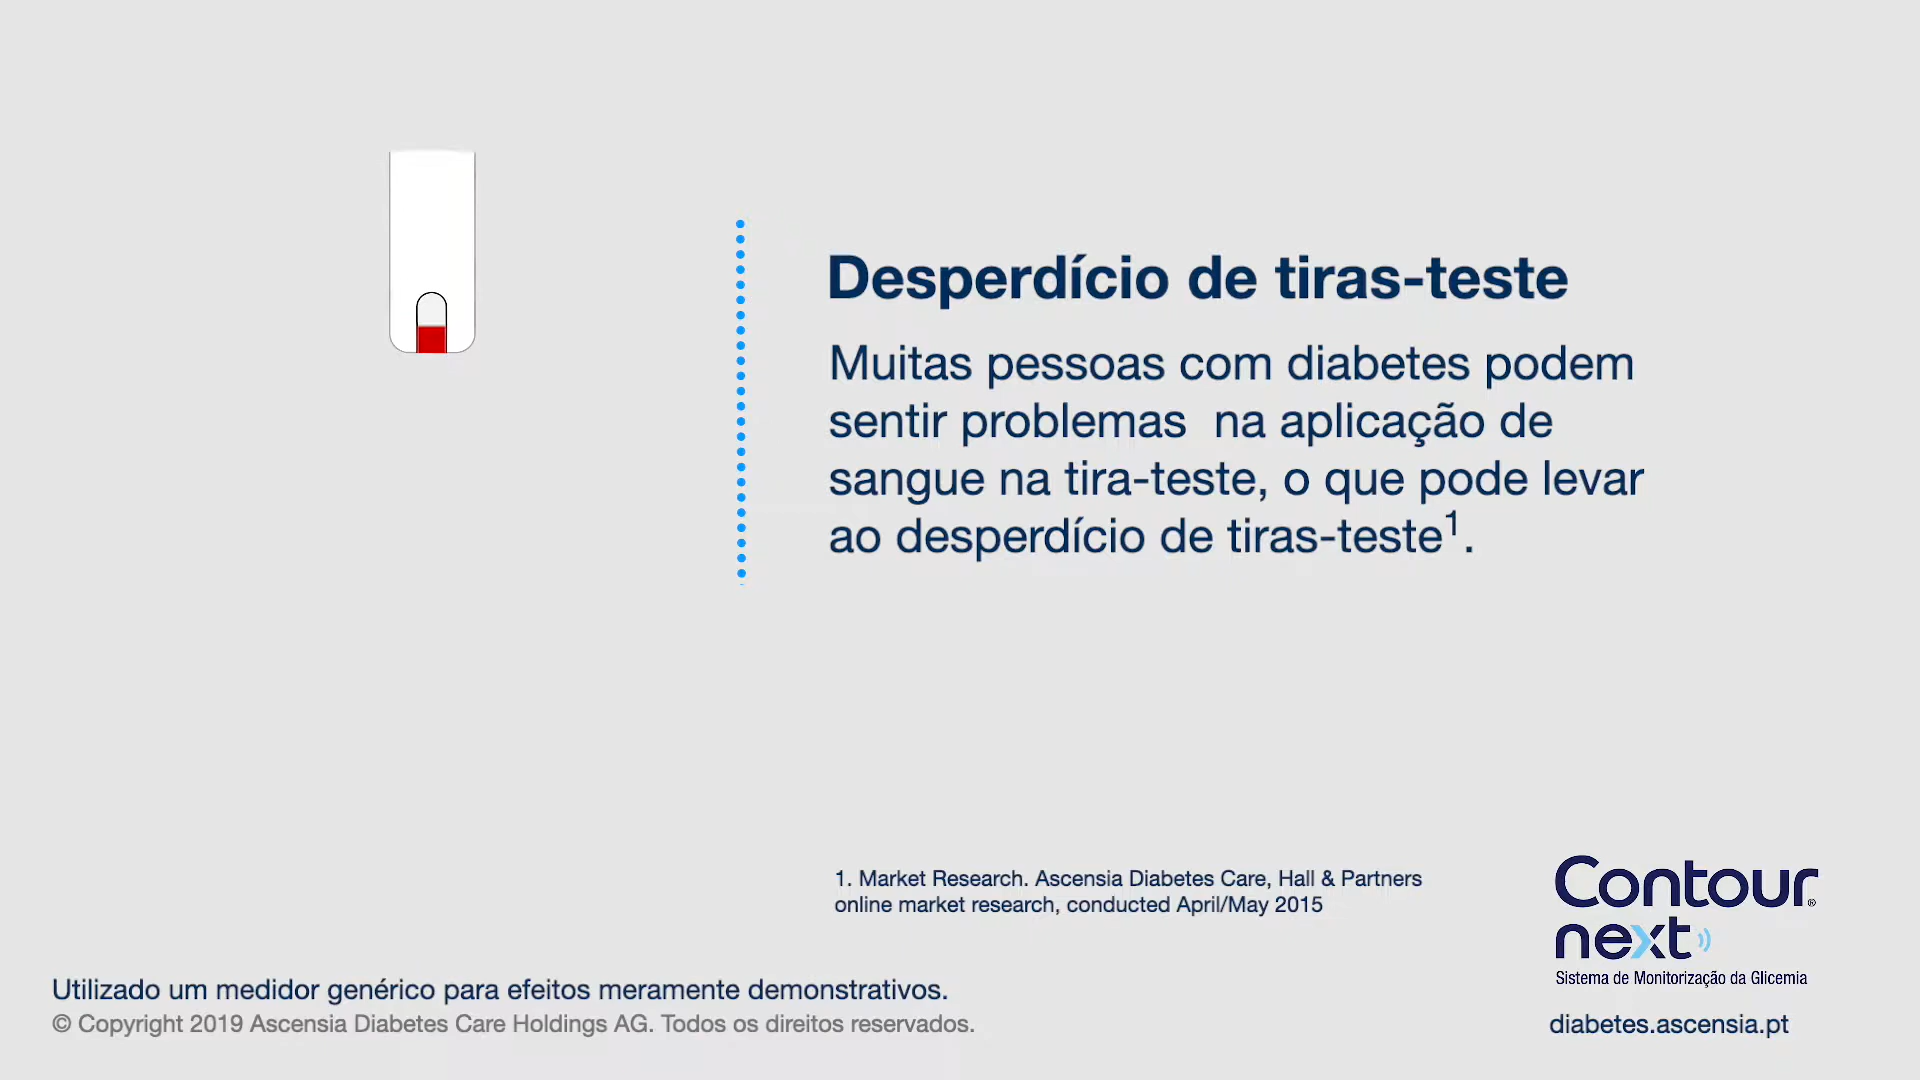 Desperdício de tiras-teste
Muitas pessoas com diabetes podem
sentir problemas  na aplicação de
sangue na tira-teste, o que pode levar
ao desperdício de tiras-teste¹.
1. Market Research. Ascensia Diabetes Care, Hall & Partners
online market research, conducted April/May 2015
Contour®
next
Sistema de Monitorização da Glicemia
diabetes.ascensia.pt
Utilizado um medidor genérico para efeitos meramente demonstrativos.
© Copyright 2019 Ascensia Diabetes Care Holdings AG. Todos os direitos reservados.